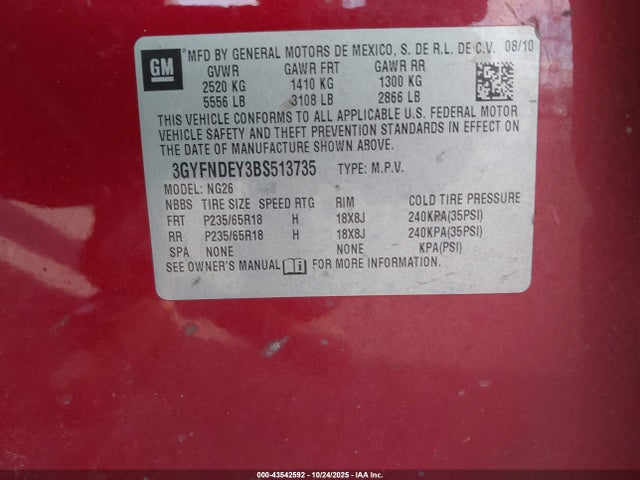 GM
MFD BY GENERAL MOTORS DE MEXICO, S. DE R.L. DE C.V. 08/10
GVWR GAWR FRT GAWR RR
2520 KG 1410 KG 1300 KG
5556 LB 3108 LB 2866 LB
THIS VEHICLE CONFORMS TO ALL APPLICABLE U.S. FEDERAL MOTOR
VEHICLE SAFETY AND THEFT PREVENTION STANDARDS IN EFFECT ON
THE DATE OF MANUFACTURE SHOWN ABOVE.
3GYFNDEY3BS513735 TYPE: M.P.V.
MODEL: NG26
NBBS TIRE SIZE SPEED RTG RIM COLD TIRE PRESSURE
FRT P235/65R18 H 18X8J 240KPA(35PSI)
RR P235/65R18 H 18X8J 240KPA(35PSI)
SPA NONE NONE KPA(PSI)
SEE OWNER'S MANUAL FOR MORE INFORMATION.
000-43542592 - 10/24/2025 - IAA Inc.